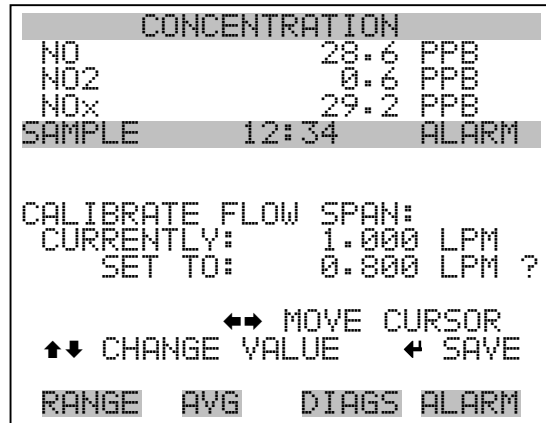 CONCENTRATION
NO 28.6 PPB
NO2 0.6 PPB
NOx 29.2 PPB
SAMPLE 12:34 ALARM
CALIBRATE FLOW SPAN:
CURRENTLY: 1.000 LPM
SET TO: 0.800 LPM ?
⬅➡ MOVE CURSOR
⬆⬇ CHANGE VALUE ↵ SAVE
RANGE AVG DIAGS ALARM